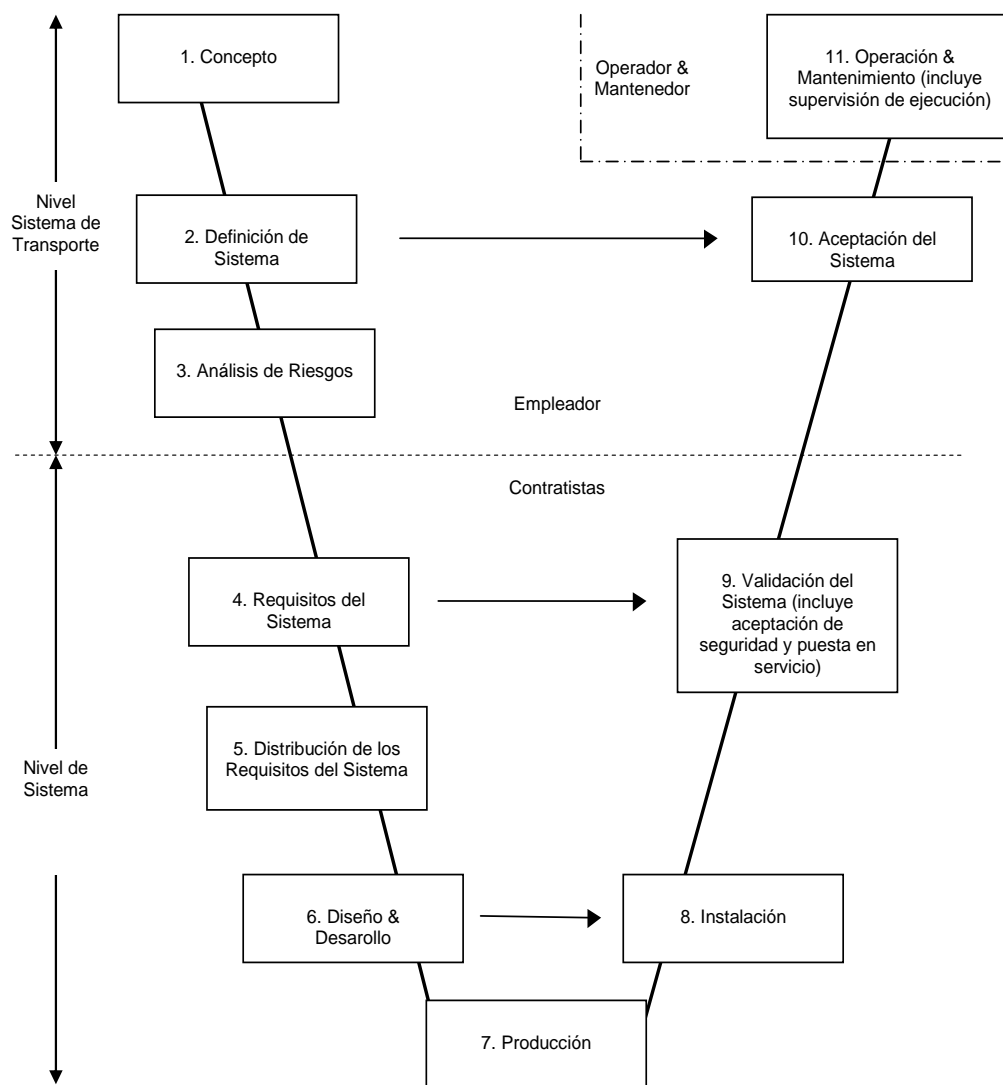 1. Concepto
Operador &
Mantenedor
11. Operación &
Mantenimiento (incluye
supervisión de ejecución)
Nivel
Sistema de
Transporte
2. Definición de
Sistema
10. Aceptación del
Sistema
3. Análisis de Riesgos
Empleador
Contratistas
4. Requisitos del
Sistema
9. Validación del
Sistema (incluye
aceptación de
seguridad y puesta en
servicio)
5. Distribución de los
Requisitos del Sistema
Nivel de
Sistema
6. Diseño &
Desarollo
8. Instalación
7. Producción